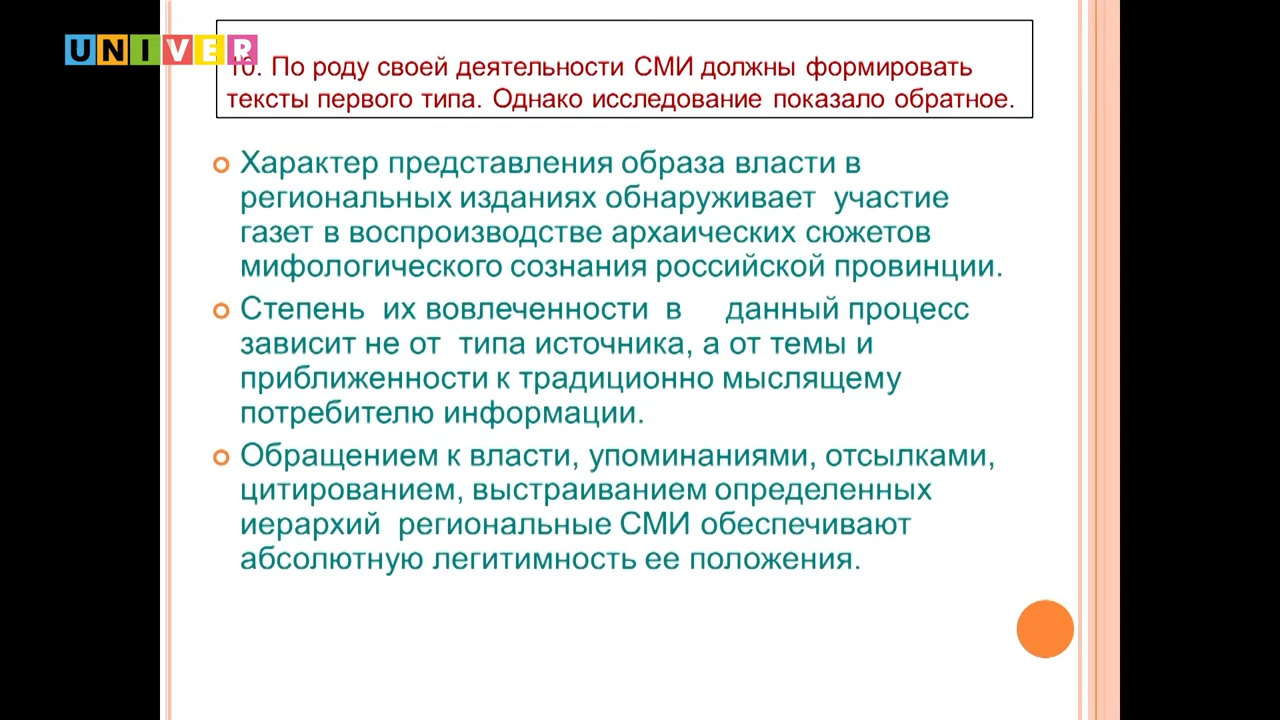 UNIVER
10. По роду своей деятельности СМИ должны формировать
тексты первого типа. Однако исследование показало обратное.
Характер представления образа власти в
региональных изданиях обнаруживает участие
газет в воспроизводстве архаических сюжетов
мифологического сознания российской провинции.
Степень их вовлеченности в данный процесс
зависит не от типа источника, а от темы и
приближенности к традиционно мыслящему
потребителю информации.
Обращением к власти, упоминаниями, отсылками,
цитированием, выстраиванием определенных
иерархий региональные СМИ обеспечивают
абсолютную легитимность ее положения.